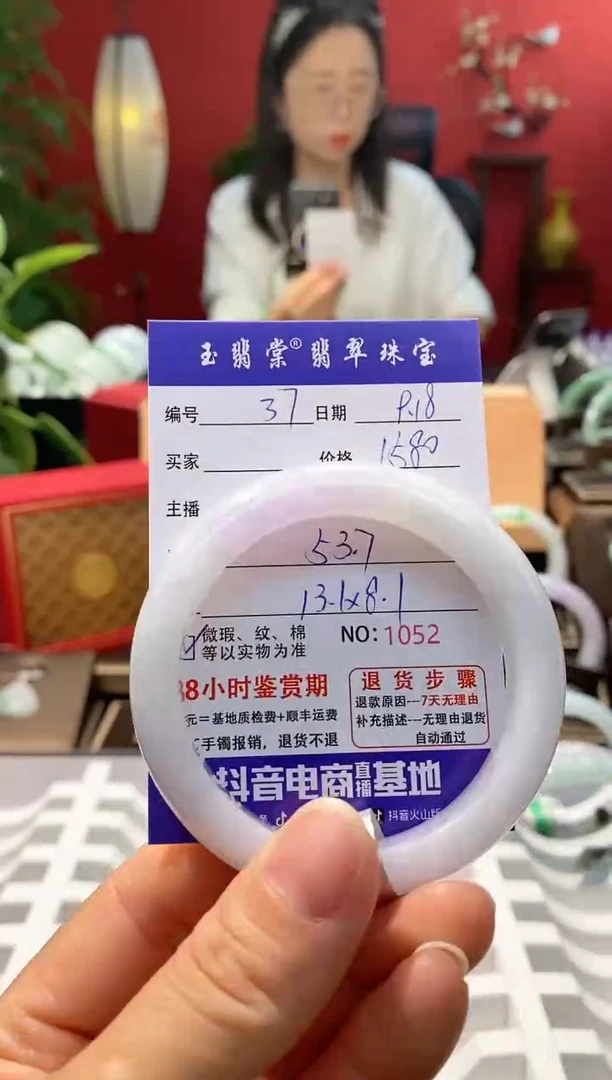 玉翡棠®翡翠珠宝
编号 37 日期 9.18
买家 价格 1580
主播
53.7
13.1x8.1
微瑕、纹、棉
等以实物为准
NO:1052
8小时鉴赏期
元=基地质检费+顺丰运费
手镯报销,退货不退
退货步骤
退款原因---7天无理由
补充描述---无理由退货
自动通过
抖音电商直播基地
抖音火山版